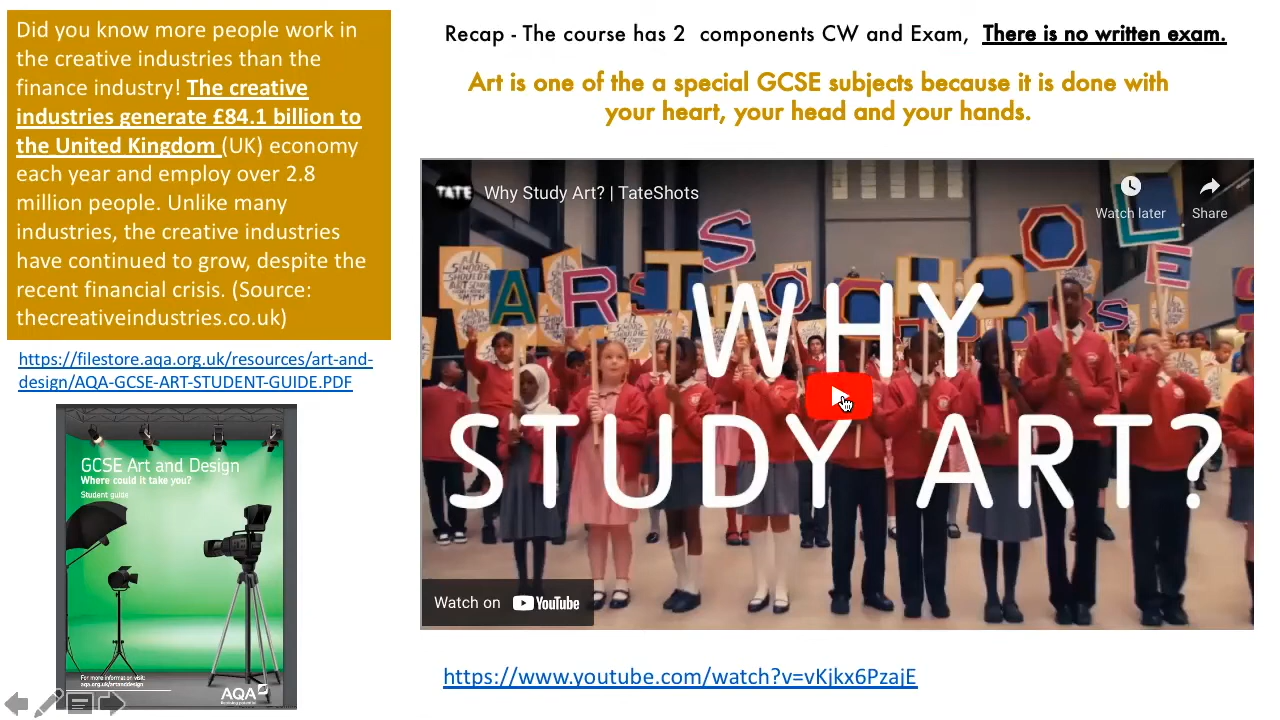 Did you know more people work in
the creative industries than the
finance industry! The creative
industries generate £84.1 billion to
the United Kingdom (UK) economy
each year and employ over 2.8
million people. Unlike many
industries, the creative industries
have continued to grow, despite the
recent financial crisis. (Source:
thecreativeindustries.co.uk)
https://filestore.aqa.org.uk/resources/art-and-
design/AQA-GCSE-ART-STUDENT-GUIDE.PDF
GCSE Art and Design
Where could it take you?
Student guide
For more information visit:
aqa.org.uk/artanddesign
AQA
Recap - The course has 2 components CW and Exam, There is no written exam.
Art is one of the a special GCSE subjects because it is done with
your heart, your head and your hands.
TATE
Why Study Art? | TateShots
Watch later
Share
ARTS
WHY
STUDY ART?
Watch on YouTube
https://www.youtube.com/watch?v=vKjkx6PzajE